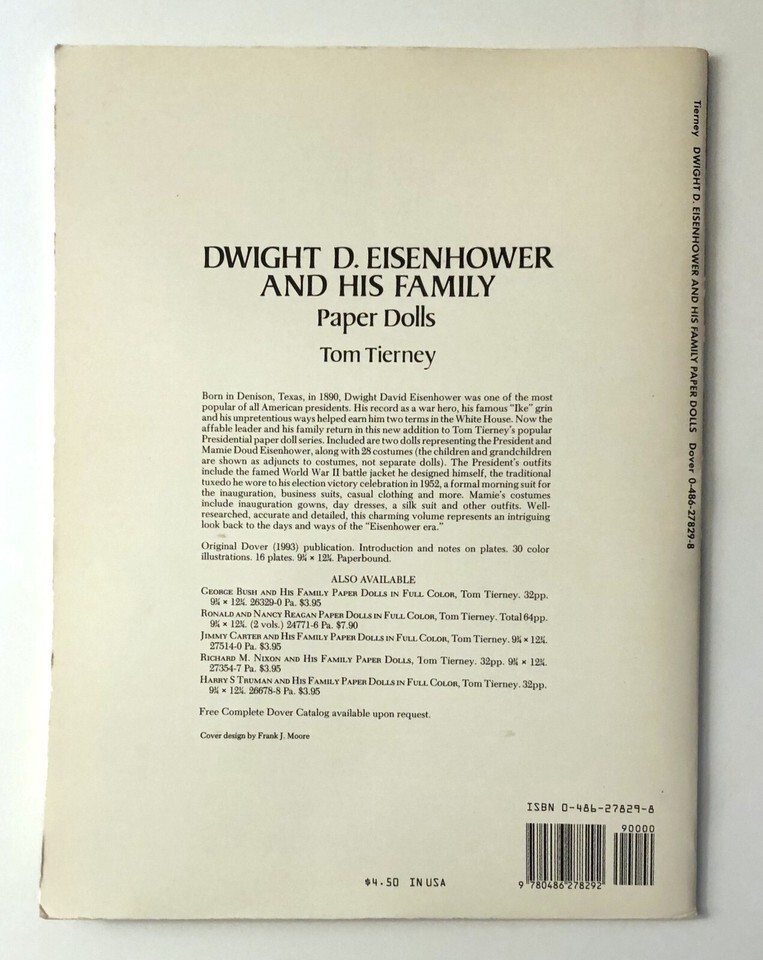 DWIGHT D. EISENHOWER
AND HIS FAMILY
Paper Dolls
Tom Tierney
Born in Denison, Texas, in 1890, Dwight David Eisenhower was one of the most
popular of all American presidents. His record as a war hero, his famous "Ike" grin
and his unpretentious ways helped earn him two terms in the White House. Now the
affable leader and his family return in this new addition to Tom Tierney's popular
Presidential paper doll series. Included are two dolls representing the President and
Mamie Doud Eisenhower, along with 28 costumes (the children and grandchildren
are shown as adjuncts to costumes, not separate dolls). The President's outfits
include the famed World War II battle jacket he designed himself, the traditional
tuxedo he wore to his election victory celebration in 1952, a formal morning suit for
the inauguration, business suits, casual clothing and more. Mamie's costumes
include inauguration gowns, day dresses, a silk suit and other outfits. Well-
researched, accurate and detailed, this charming volume represents an intriguing
look back to the days and ways of the "Eisenhower era."
Original Dover (1993) publication. Introduction and notes on plates. 30 color
illustrations. 16 plates. 9¼ × 12¼. Paperbound.
ALSO AVAILABLE
GEORGE BUSH AND HIS FAMILY PAPER DOLLS IN FULL COLOR, Tom Tierney. 32pp.
9¼ × 12¼. 26329-0 Pa. $3.95
RONALD AND NANCY REAGAN PAPER DOLLS IN FULL COLOR, Tom Tierney. Total 64pp.
9¼ × 12¼. (2 vols.) 24771-6 Pa. $7.90
JIMMY CARTER AND HIS FAMILY PAPER DOLLS IN FULL COLOR, Tom Tierney. 9¼ × 12¼.
27514-0 Pa. $3.95
RICHARD M. NIXON AND HIS FAMILY PAPER DOLLS, Tom Tierney. 32pp. 9¼ × 12¼.
27354-7 Pa. $3.95
HARRY S TRUMAN AND HIS FAMILY PAPER DOLLS IN FULL COLOR, Tom Tierney. 32pp.
9¼ × 12¼. 26678-8 Pa. $3.95
Free Complete Dover Catalog available upon request.
Cover design by Frank J. Moore
$4.50 IN USA
ISBN 0-486-27829-8
90000
9 780486 278292
Tierney DWIGHT D. EISENHOWER AND HIS FAMILY PAPER DOLLS Dover 0-486-27829-8